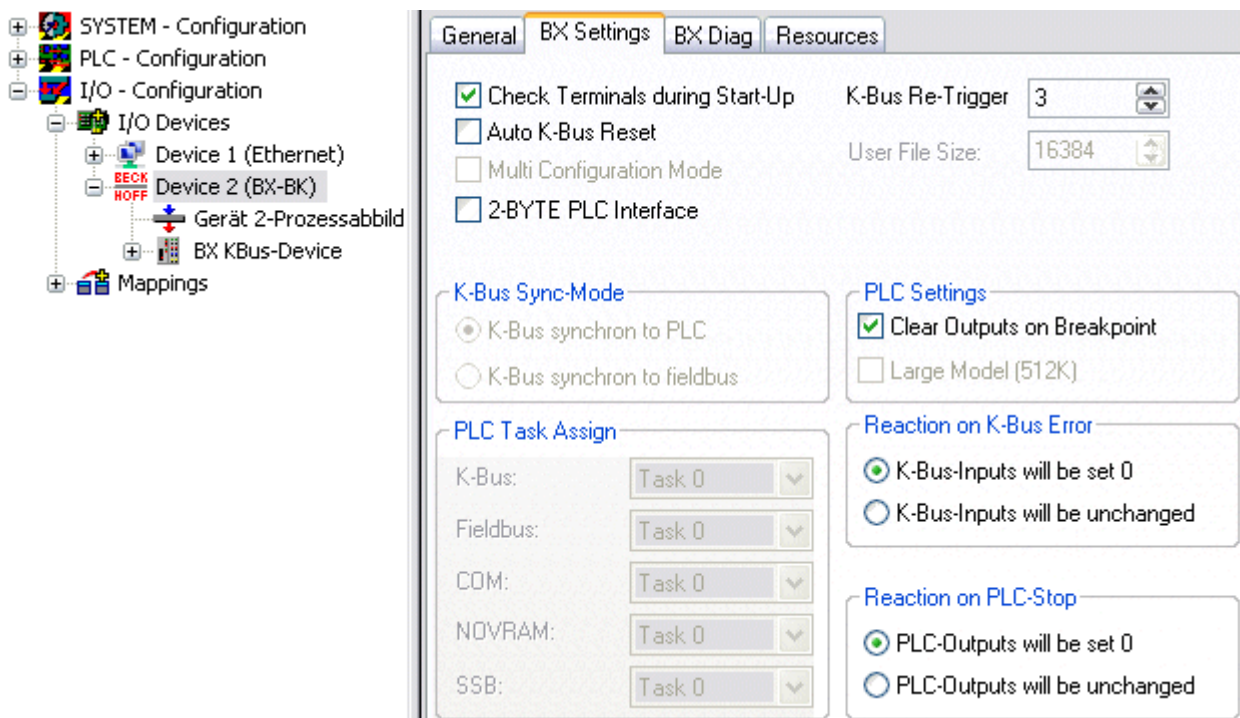 SYSTEM - Configuration
PLC - Configuration
I/O - Configuration
I/O Devices
Device 1 (Ethernet)
BECK
HOFF
Device 2 (BX-BK)
Gerät 2-Prozessabbild
BX KBus-Device
Mappings
General BX Settings BX Diag Resources
Check Terminals during Start-Up
Auto K-Bus Reset
Multi Configuration Mode
2-BYTE PLC Interface
K-Bus Re-Trigger 3
User File Size: 16384
K-Bus Sync-Mode
K-Bus synchron to PLC
K-Bus synchron to fieldbus
PLC Settings
Clear Outputs on Breakpoint
Large Model (512K)
PLC Task Assign
K-Bus: Task 0
Fieldbus: Task 0
COM: Task 0
NOVRAM: Task 0
SSB: Task 0
Reaction on K-Bus Error
K-Bus-Inputs will be set 0
K-Bus-Inputs will be unchanged
Reaction on PLC-Stop
PLC-Outputs will be set 0
PLC-Outputs will be unchanged